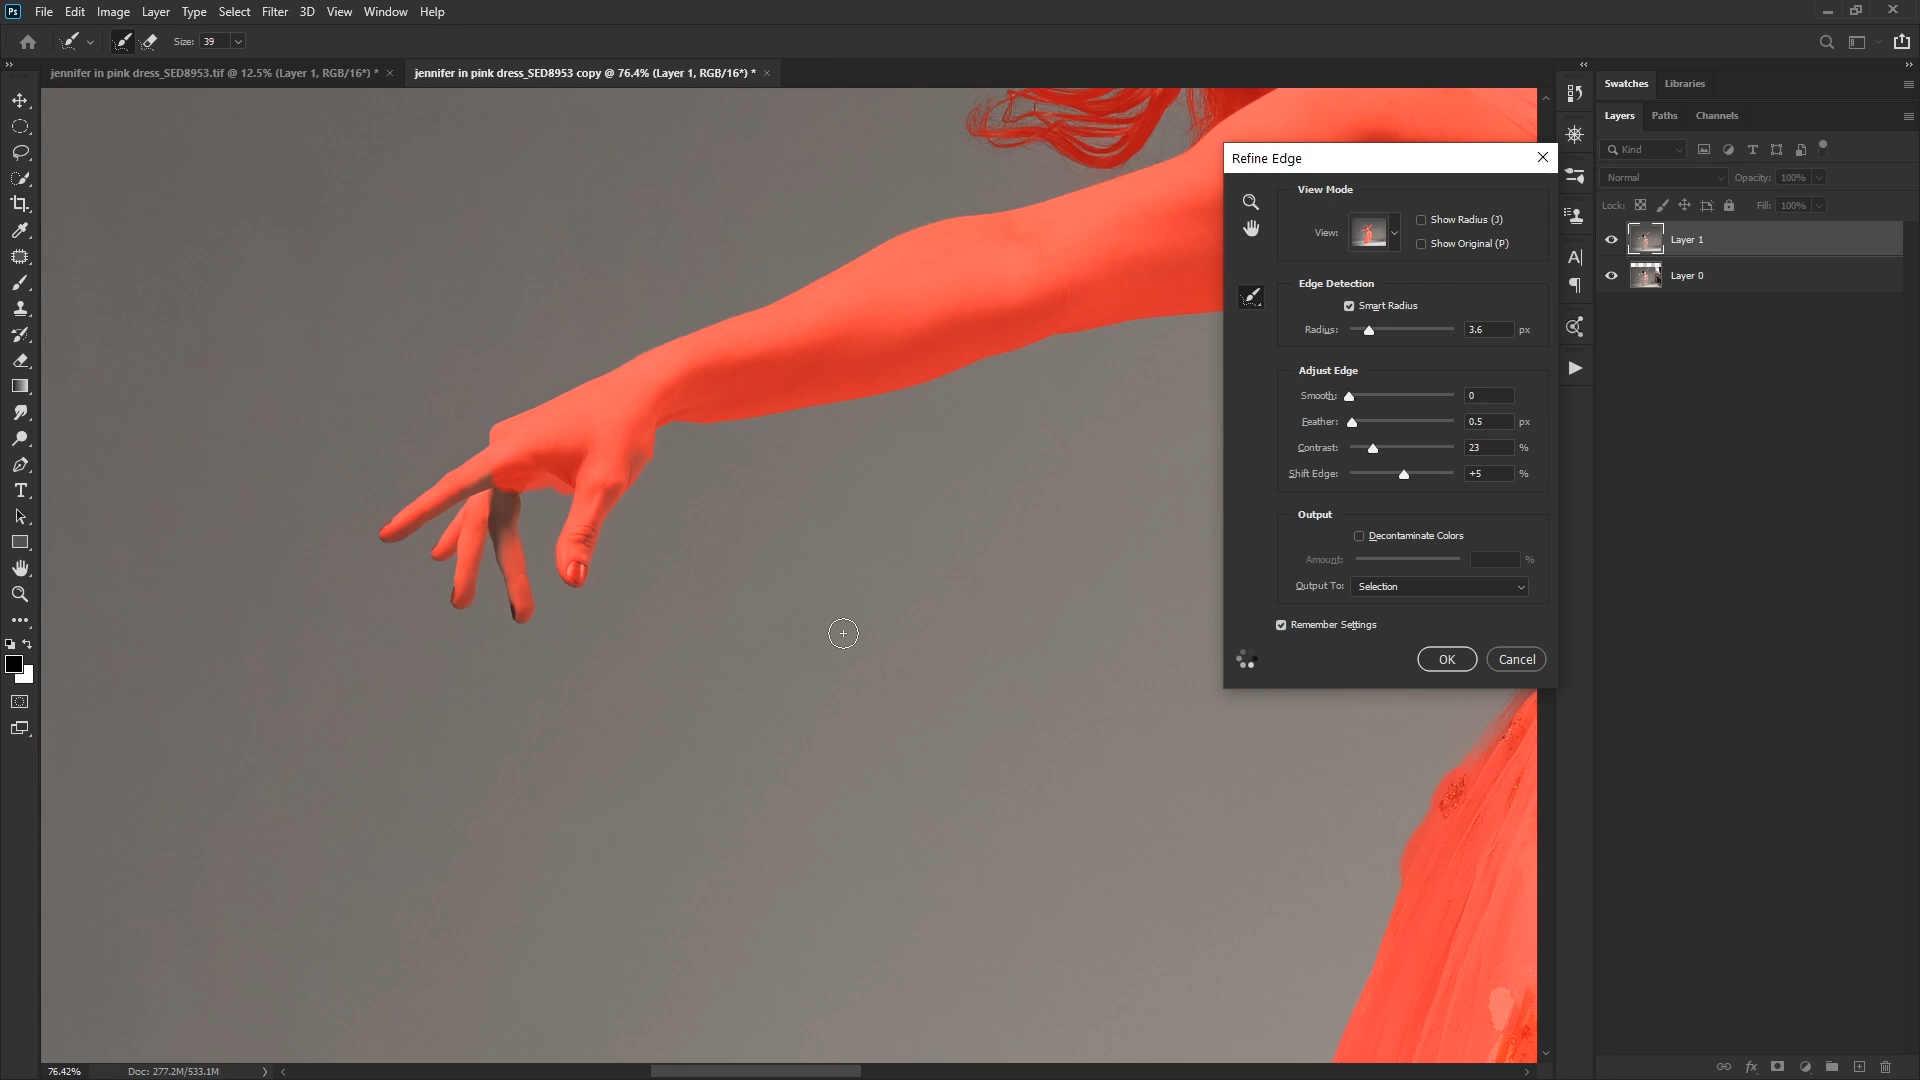 Ps File Edit Image Layer Type Select Filter 3D View Window Help
Size: 39
jennifer in pink dress_SED8953.tif @ 12.5% (Layer 1, RGB/16*) *
jennifer in pink dress_SED8953 copy @ 76.4% (Layer 1, RGB/16*) *
Refine Edge
View Mode
View:
Show Radius (J)
Show Original (P)
Edge Detection
Smart Radius
Radius: 3.6 px
Adjust Edge
Smooth: 0
Feather: 0.5 px
Contrast: 23 %
Shift Edge: +5 %
Output
Decontaminate Colors
Amount: %
Output To: Selection
Remember Settings
OK Cancel
Swatches Libraries
Layers Paths Channels
Kind
Normal Opacity: 100%
Lock: Fill: 100%
Layer 1
Layer 0
76.42% Doc: 277.2M/533.1M